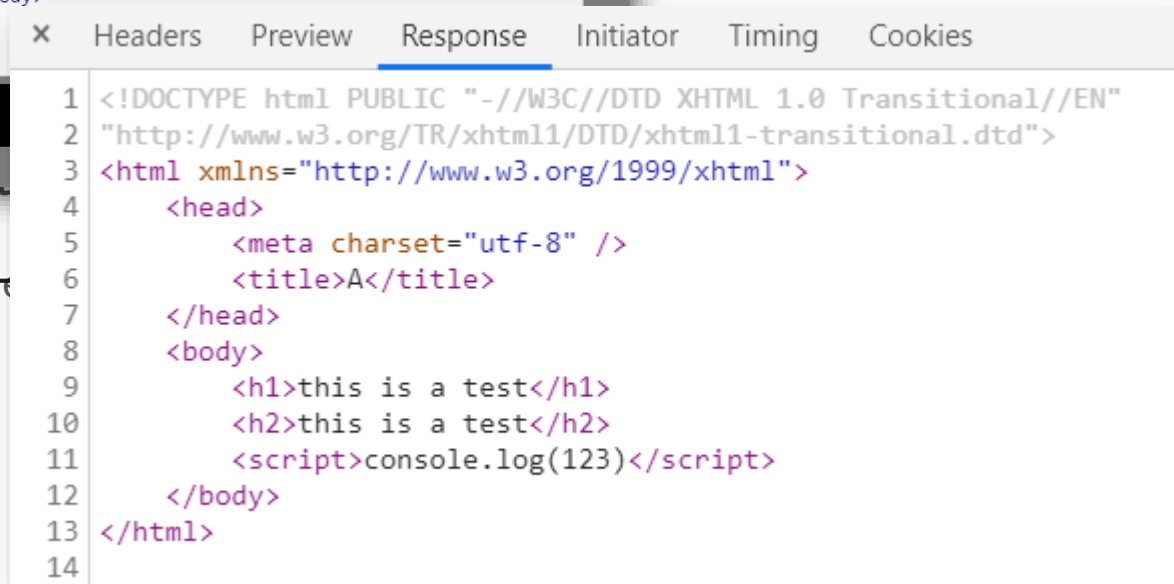 × Headers Preview Response Initiator Timing Cookies
1 <!DOCTYPE html PUBLIC "-//W3C//DTD XHTML 1.0 Transitional//EN"
2 "http://www.w3.org/TR/xhtml1/DTD/xhtml1-transitional.dtd">
3 <html xmlns="http://www.w3.org/1999/xhtml">
4     <head>
5         <meta charset="utf-8" />
6         <title>A</title>
7     </head>
8     <body>
9         <h1>this is a test</h1>
10         <h2>this is a test</h2>
11         <script>console.log(123)</script>
12     </body>
13 </html>
14